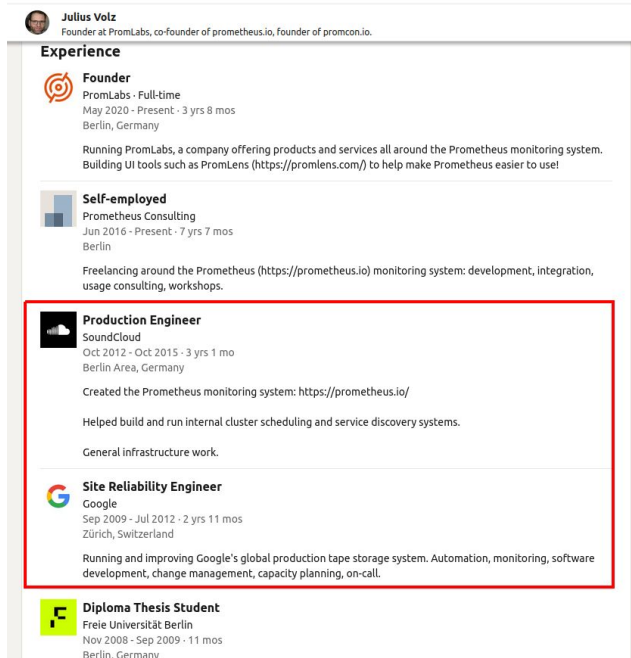 Julius Volz
Founder at PromLabs, co-founder of prometheus.io, founder of promcon.io.
Experience
Founder
PromLabs · Full-time
May 2020 - Present · 3 yrs 8 mos
Berlin, Germany
Running PromLabs, a company offering products and services all around the Prometheus monitoring system.
Building UI tools such as PromLens (https://promlens.com/) to help make Prometheus easier to use!
Self-employed
Prometheus Consulting
Jun 2016 - Present · 7 yrs 7 mos
Berlin
Freelancing around the Prometheus (https://prometheus.io) monitoring system: development, integration,
usage consulting, workshops.
Production Engineer
SoundCloud
Oct 2012 - Oct 2015 · 3 yrs 1 mo
Berlin Area, Germany
Created the Prometheus monitoring system: https://prometheus.io/
Helped build and run internal cluster scheduling and service discovery systems.
General infrastructure work.
Site Reliability Engineer
Google
Sep 2009 - Jul 2012 · 2 yrs 11 mos
Zürich, Switzerland
Running and improving Google's global production tape storage system. Automation, monitoring, software
development, change management, capacity planning, on-call.
Diploma Thesis Student
Freie Universität Berlin
Nov 2008 - Sep 2009 · 11 mos
Berlin, Germany